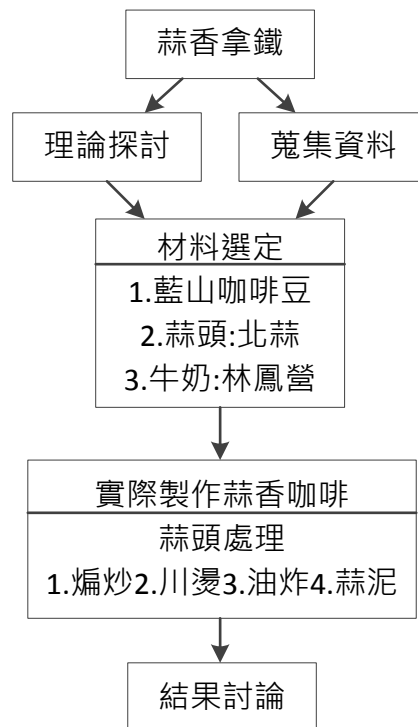 蒜香拿鐵
理論探討
蒐集資料
材料選定
1.藍山咖啡豆
2.蒜頭:北蒜
3.牛奶:林鳳營
實際製作蒜香咖啡
蒜頭處理
1.煸炒2.川燙3.油炸4.蒜泥
結果討論